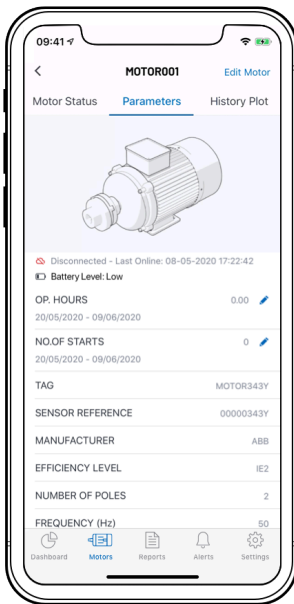 09:41
MOTOR001 Edit Motor
Motor Status Parameters History Plot
Disconnected - Last Online: 08-05-2020 17:22:42
Battery Level: Low
OP. HOURS 0.00
20/05/2020 - 09/06/2020
NO.OF STARTS 0
20/05/2020 - 09/06/2020
TAG MOTOR343Y
SENSOR REFERENCE 00000343Y
MANUFACTURER ABB
EFFICIENCY LEVEL IE2
NUMBER OF POLES 2
FREQUENCY (Hz) 50
Dashboard Motors Reports Alerts Settings